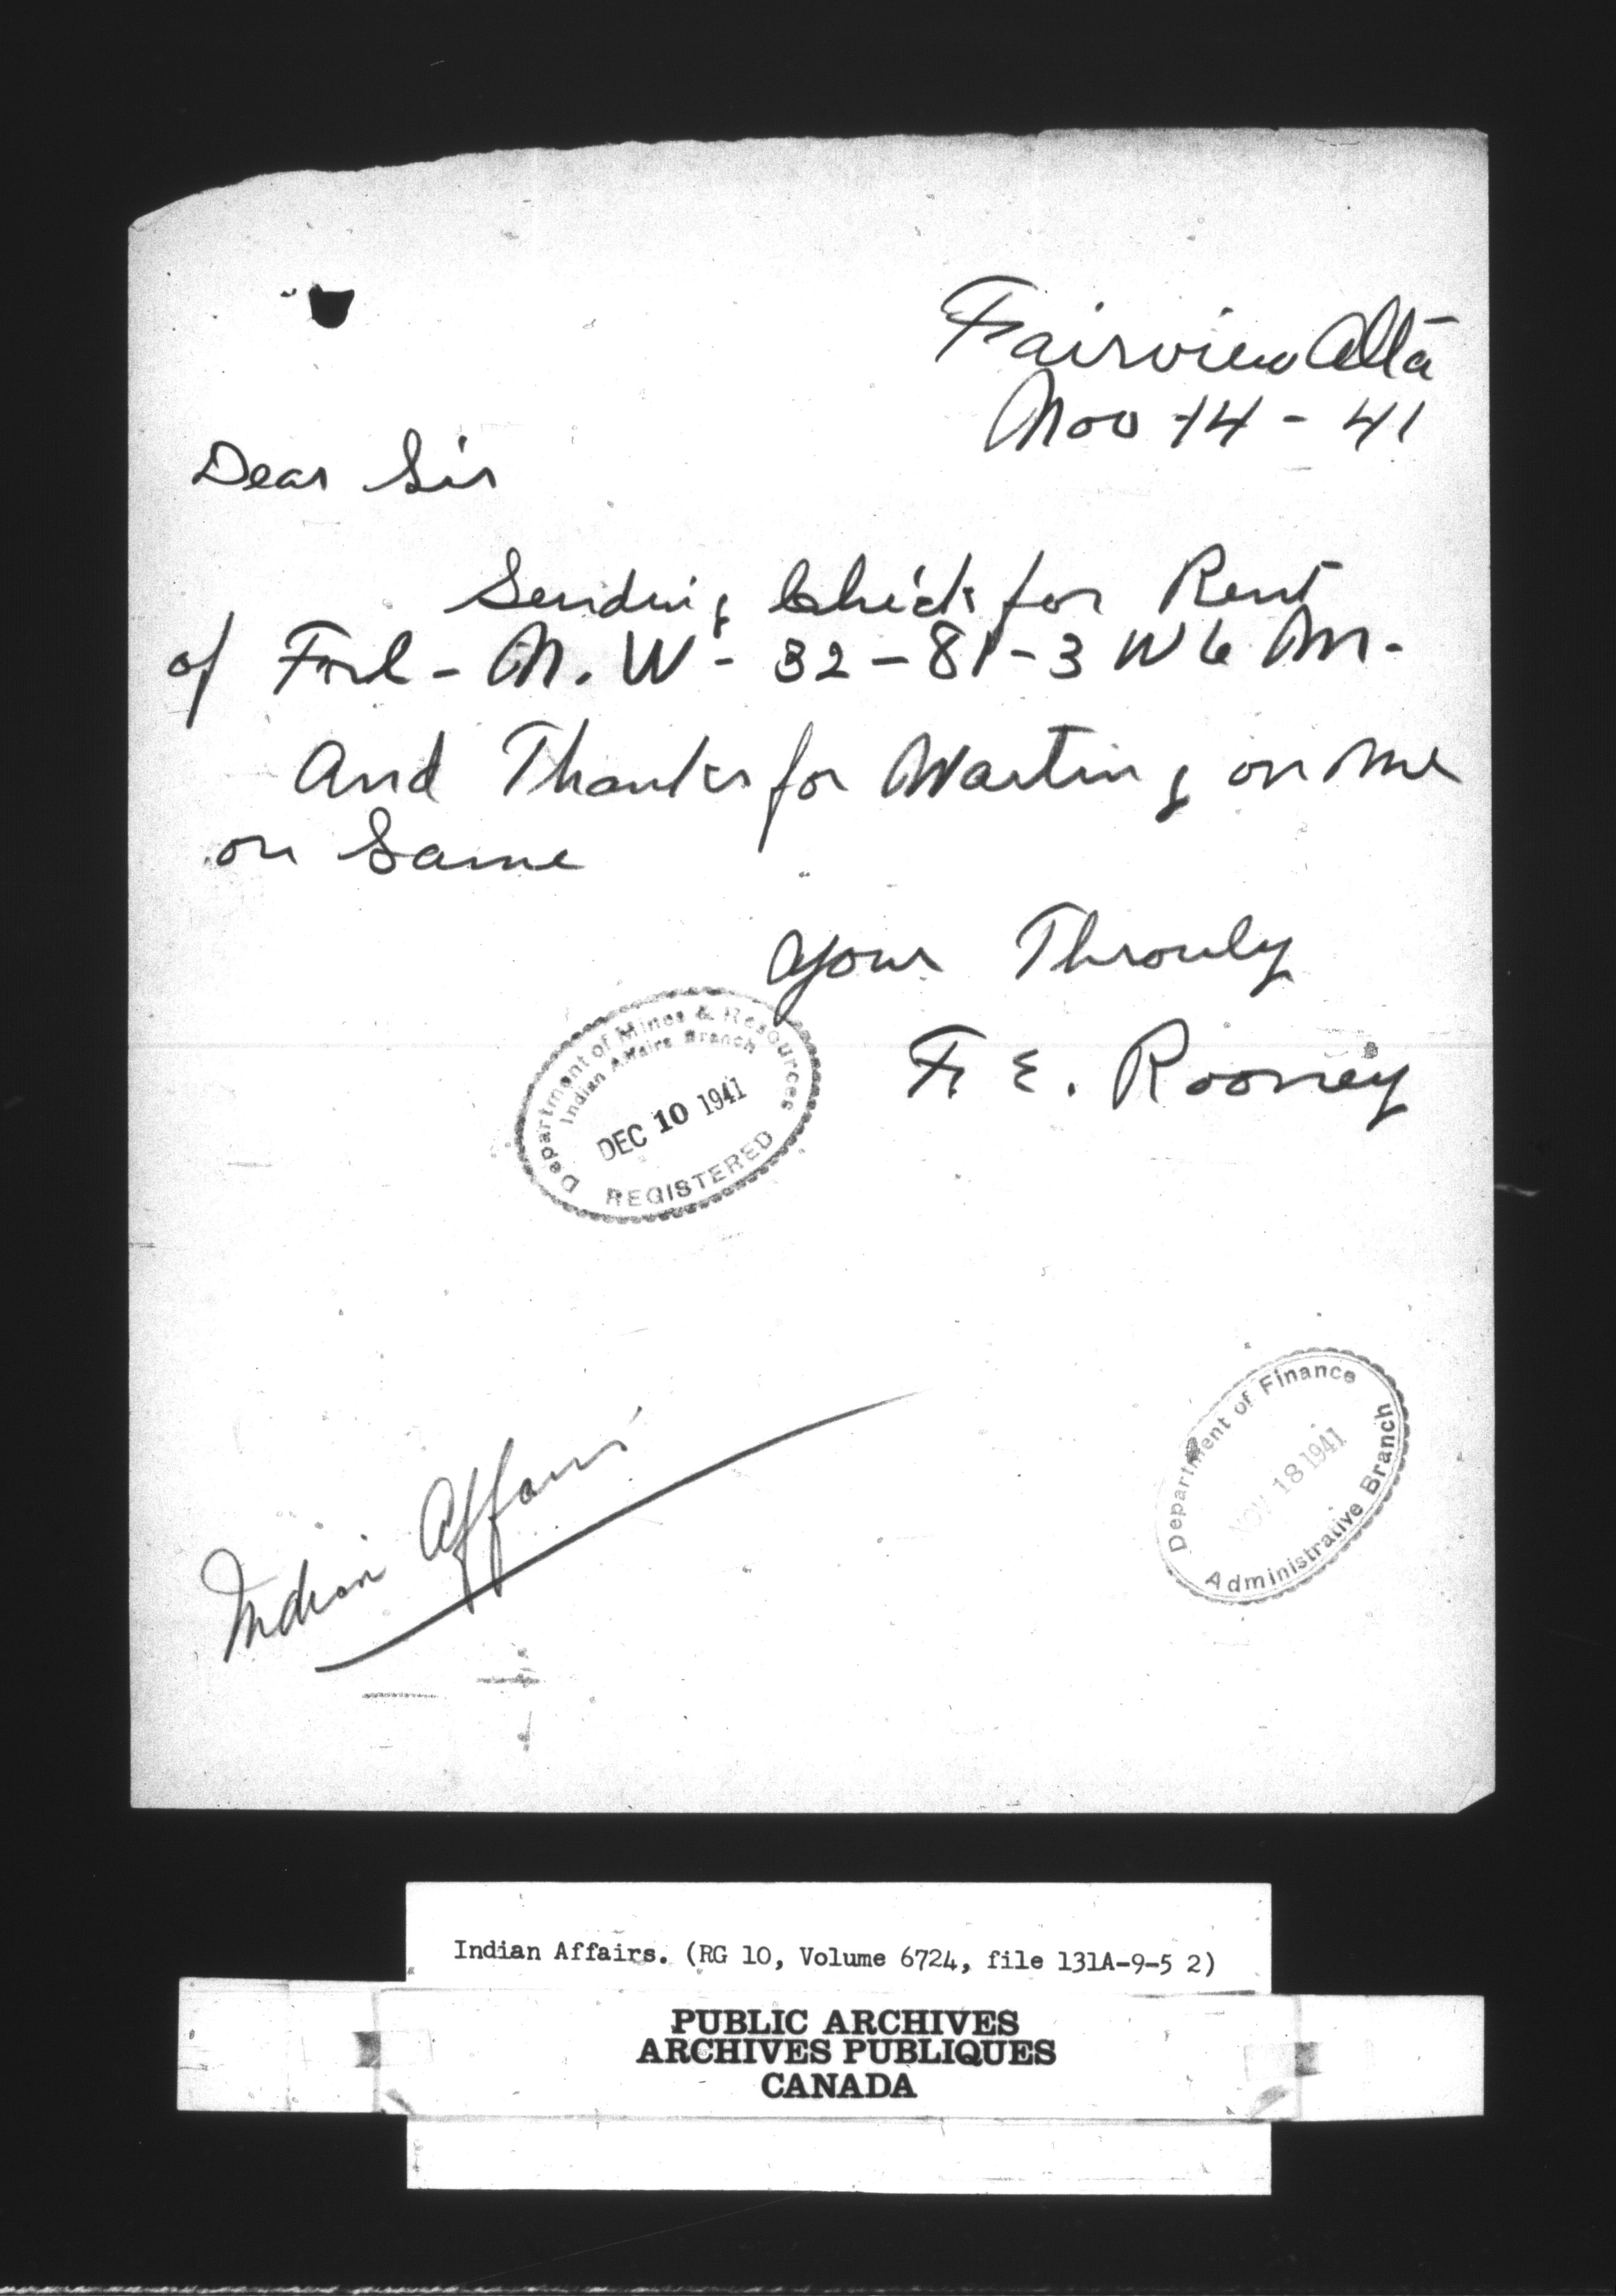 Fairview Alta
Nov 14 - 41
Dear Sir
Sending Check for Rent
of Frl - N. W - 32 - 81 - 3 W 6 M -
And Thanks for Waiting on me
on Same
Your Throuly
F. E. Rooney
Department of Mines & Resources
Indian Affairs Branch
DEC 10 1941
REGISTERED
Department of Finance
NOV 18 1941
Administrative Branch
Indian Affairs
Indian Affairs. (RG 10, Volume 6724, file 131A-9-5 2)
PUBLIC ARCHIVES
ARCHIVES PUBLIQUES
CANADA